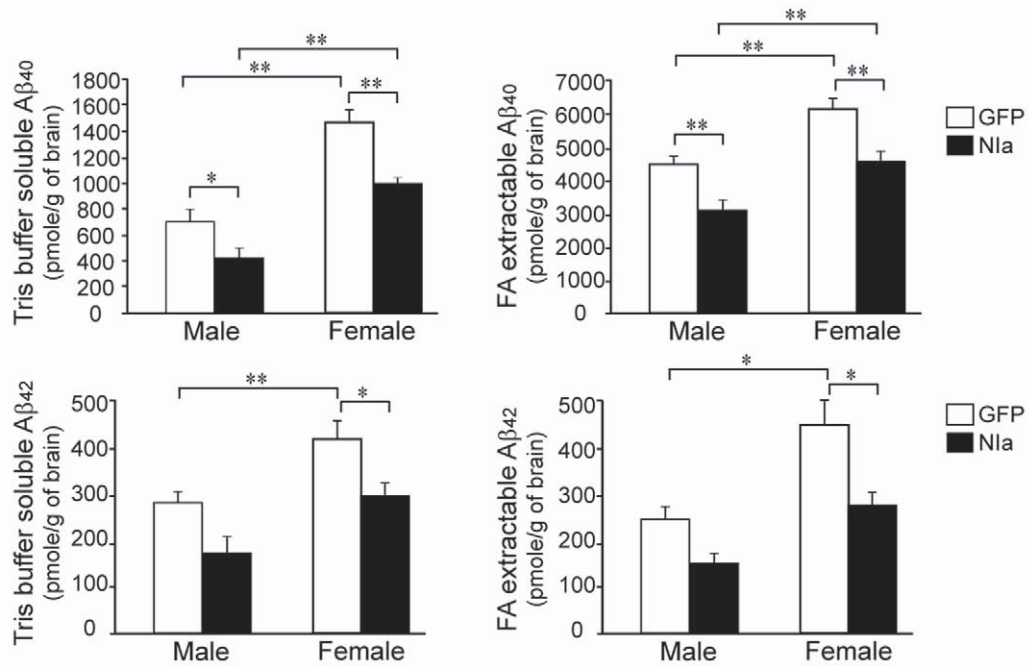 **
**
**
*
Tris buffer soluble Aβ40
(pmole/g of brain)
1800
1600
1400
1200
1000
800
600
400
200
0
Male
Female
**
**
**
**
FA extractable Aβ40
(pmole/g of brain)
7000
6000
5000
4000
3000
2000
1000
0
Male
Female
GFP
NIa
**
*
Tris buffer soluble Aβ42
(pmole/g of brain)
500
400
300
200
100
0
Male
Female
*
*
FA extractable Aβ42
(pmole/g of brain)
500
400
300
200
100
0
Male
Female
GFP
NIa